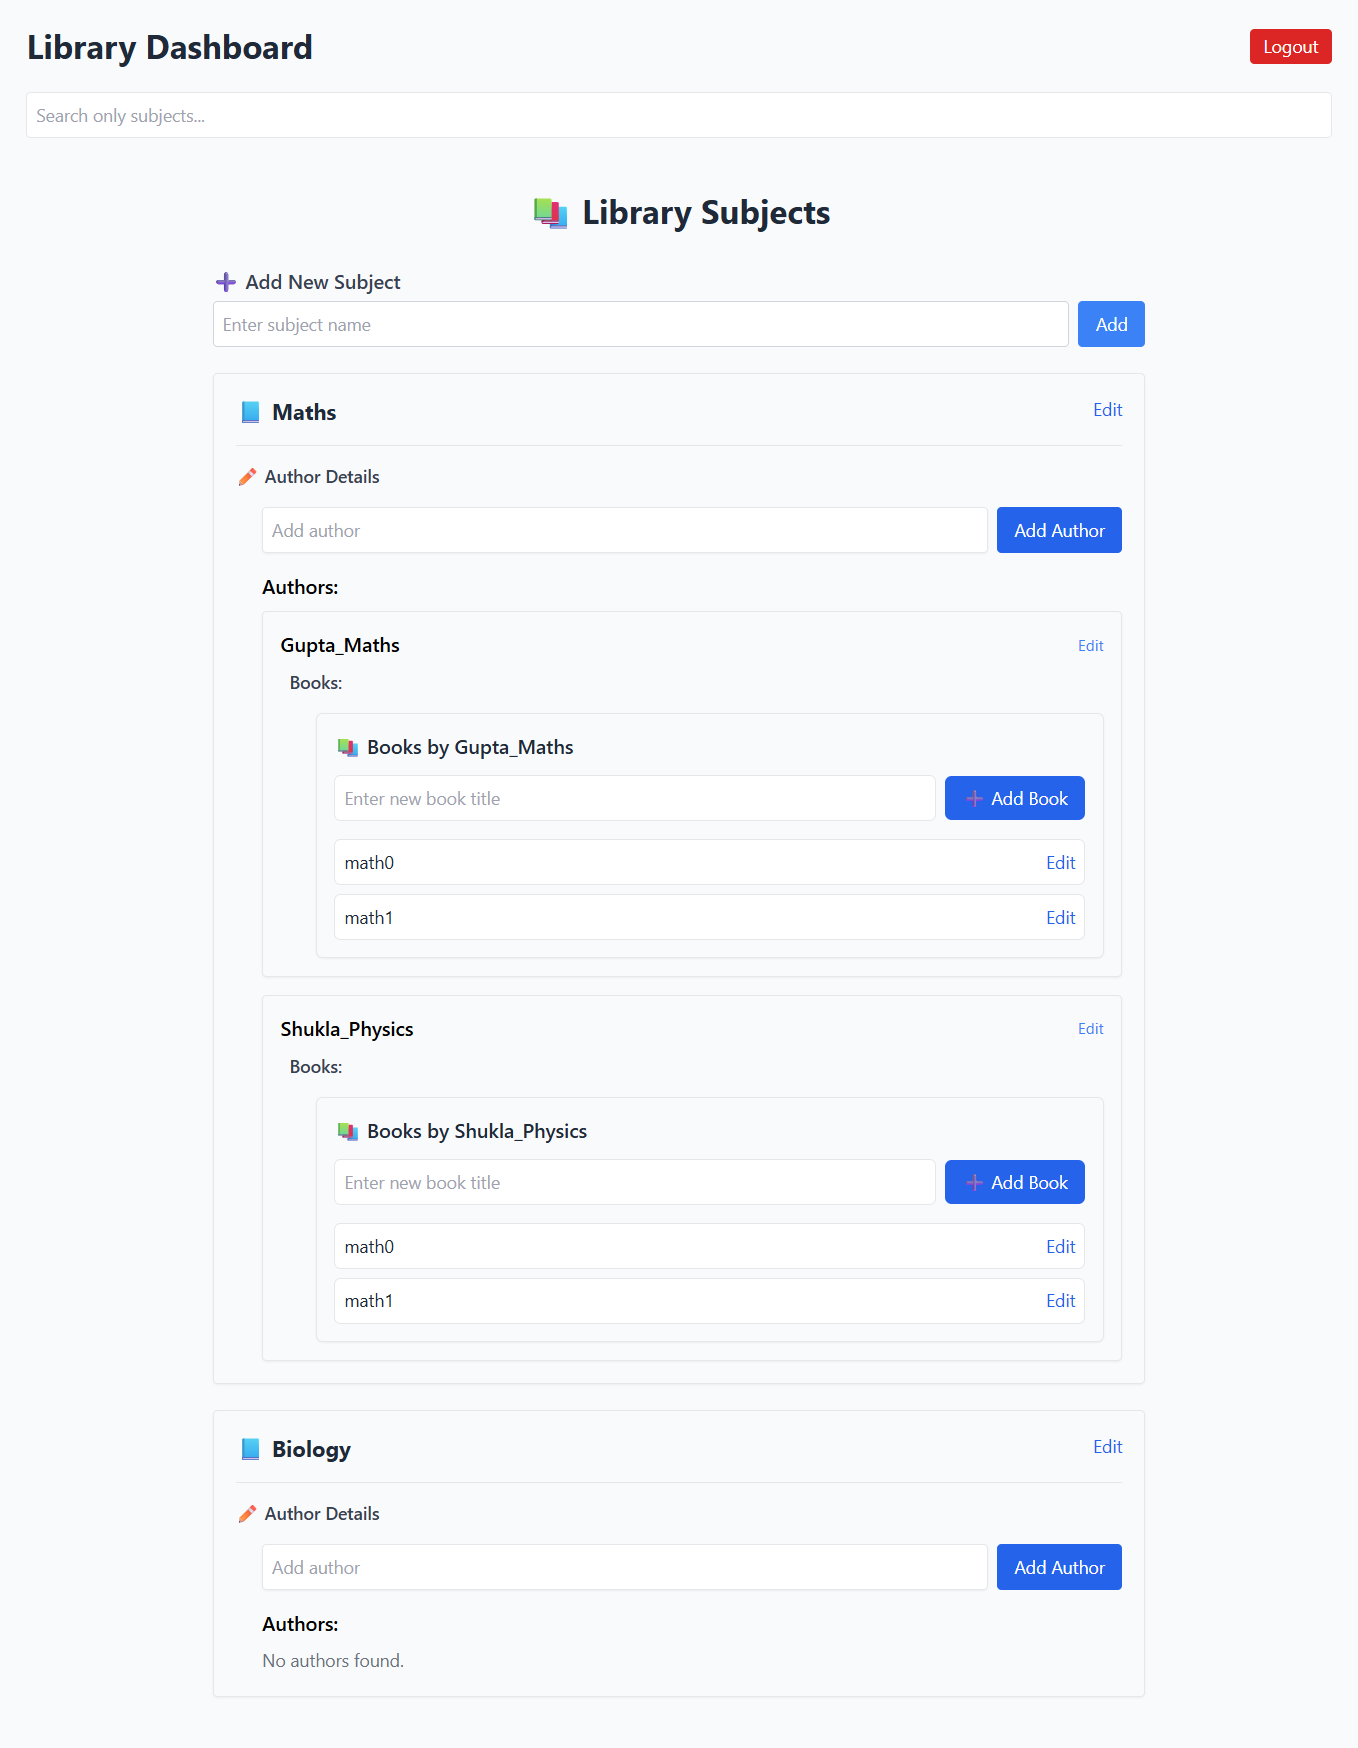 Library Dashboard
Logout
Search only subjects...
Library Subjects
Add New Subject
Enter subject name
Add
Maths
Edit
Author Details
Add author
Add Author
Authors:
Gupta_Maths
Edit
Books:
Books by Gupta_Maths
Enter new book title
Add Book
math0
Edit
math1
Edit
Shukla_Physics
Edit
Books:
Books by Shukla_Physics
Enter new book title
Add Book
math0
Edit
math1
Edit
Biology
Edit
Author Details
Add author
Add Author
Authors:
No authors found.